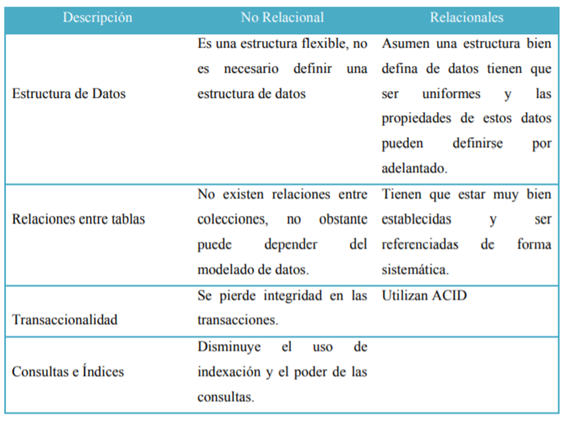 Descripción No Relacional Relacionales
Es una estructura flexible, no
es necesario definir una
estructura de datos
Asumen una estructura bien
defina de datos tienen que
ser uniformes y las
propiedades de estos datos
pueden definirse por
adelantado.
Estructura de Datos
No existen relaciones entre
colecciones, no obstante
puede depender del
modelado de datos.
Tienen que estar muy bien
establecidas y ser
referenciadas de forma
sistemática.
Relaciones entre tablas
Se pierde integridad en las
transacciones.
Utilizan ACID
Transaccionalidad
Disminuye el uso de
indexación y el poder de las
consultas.
Consultas e Índices